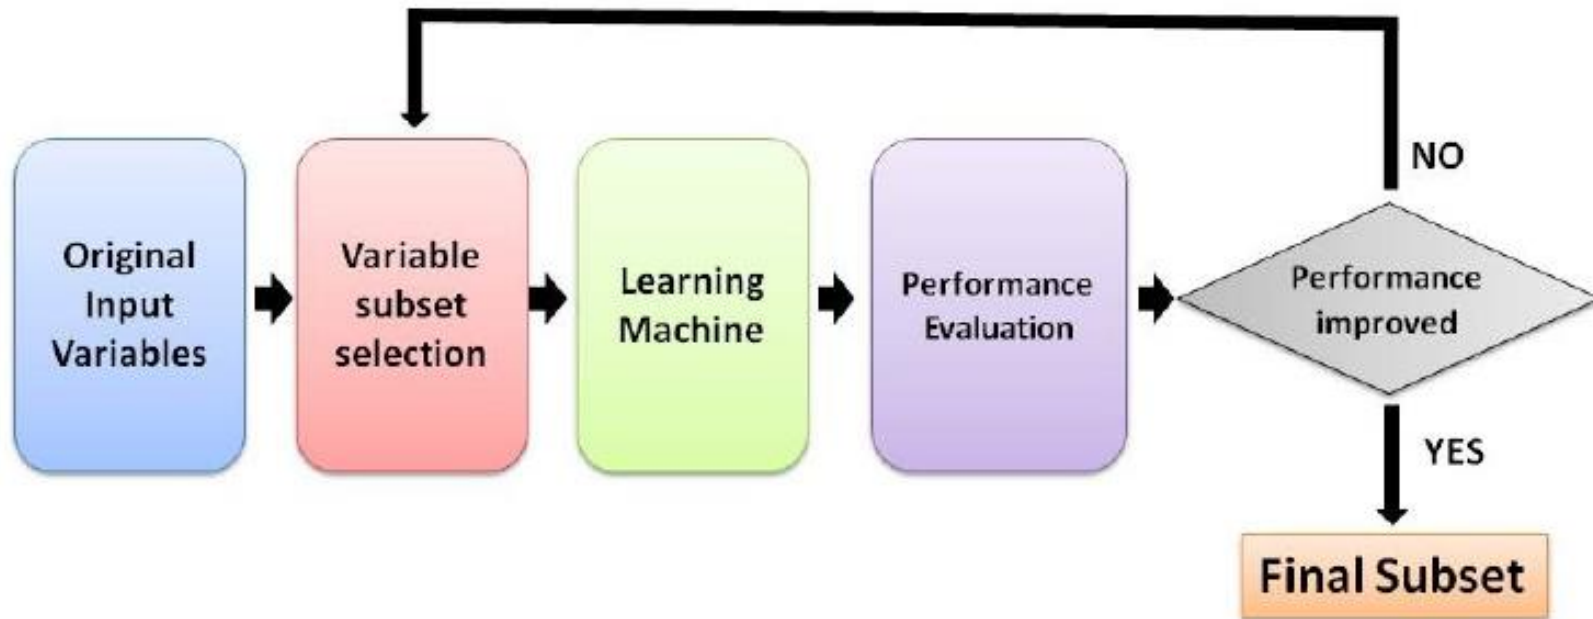 Original
Input
Variables
Variable
subset
selection
Learning
Machine
Performance
Evaluation
Performance
improved
NO
YES
Final Subset